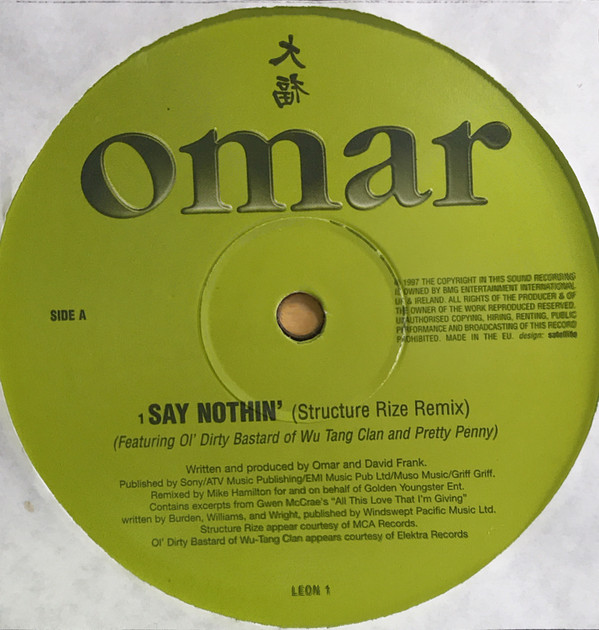 大
福
omar
SIDE A
℗ 1997 THE COPYRIGHT IN THIS SOUND RECORDING
IS OWNED BY BMG ENTERTAINMENT INTERNATIONAL
UK & IRELAND. ALL RIGHTS OF THE PRODUCER & OF
THE OWNER OF THE WORK REPRODUCED RESERVED.
UNAUTHORISED COPYING, HIRING, RENTING, PUBLIC
PERFORMANCE AND BROADCASTING OF THIS RECORD
PROHIBITED. MADE IN THE EU. design: satellite
1 SAY NOTHIN' (Structure Rize Remix)
(Featuring Ol' Dirty Bastard of Wu Tang Clan and Pretty Penny)
Written and produced by Omar and David Frank.
Published by Sony/ATV Music Publishing/EMI Music Pub Ltd/Muso Music/Griff Griff.
Remixed by Mike Hamilton for and on behalf of Golden Youngster Ent.
Contains excerpts from Gwen McCrae's "All This Love That I'm Giving"
written by Burden, Williams, and Wright, published by Windswept Pacific Music Ltd.
Structure Rize appear courtesy of MCA Records.
Ol' Dirty Bastard of Wu-Tang Clan appears courtesy of Elektra Records
LEON 1